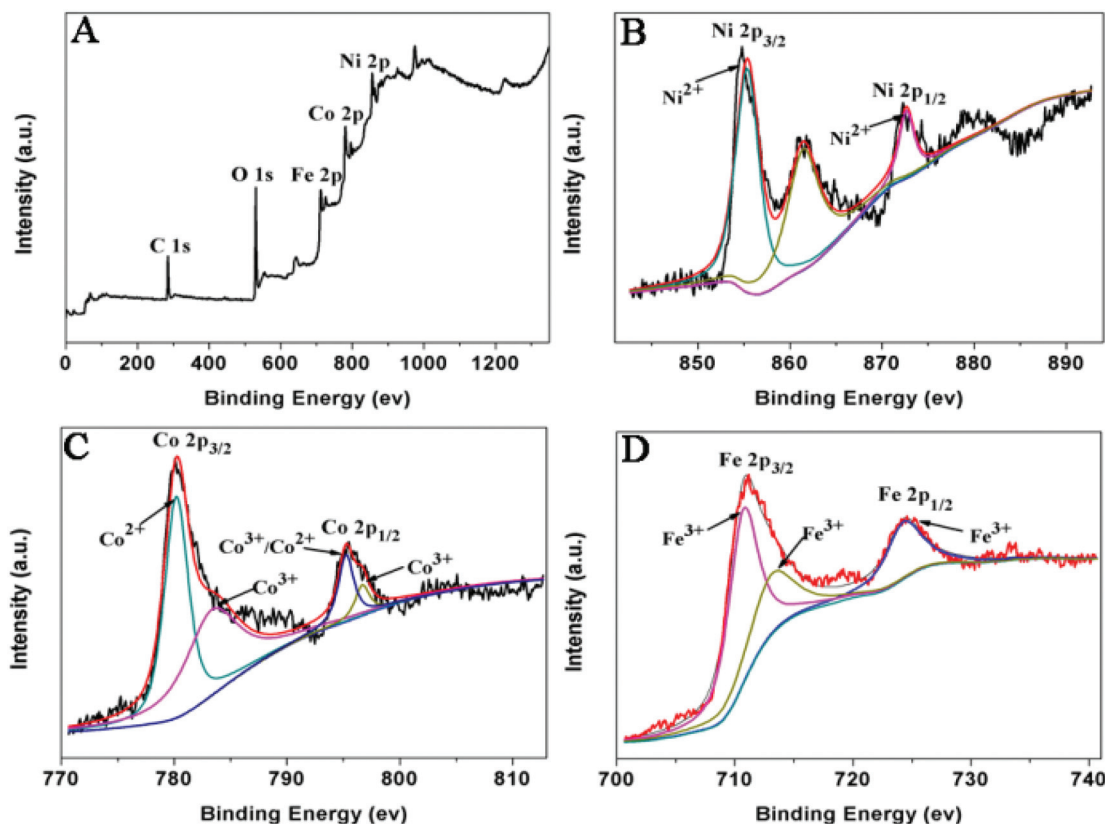 A
Ni 2p
Co 2p
O 1s
Fe 2p
C 1s
Intensity (a.u.)
0 200 400 600 800 1000 1200
Binding Energy (ev)
B
Ni 2p3/2
Ni2+
Ni 2p1/2
Ni2+
Intensity (a.u.)
850 860 870 880 890
Binding Energy (ev)
C
Co 2p3/2
Co2+
Co3+/Co2+
Co 2p1/2
Co3+
Co3+
Intensity (a.u.)
770 780 790 800 810
Binding Energy (ev)
D
Fe 2p3/2
Fe 2p1/2
Fe3+
Fe3+
Fe3+
Intensity (a.u.)
700 710 720 730 740
Binding Energy (ev)